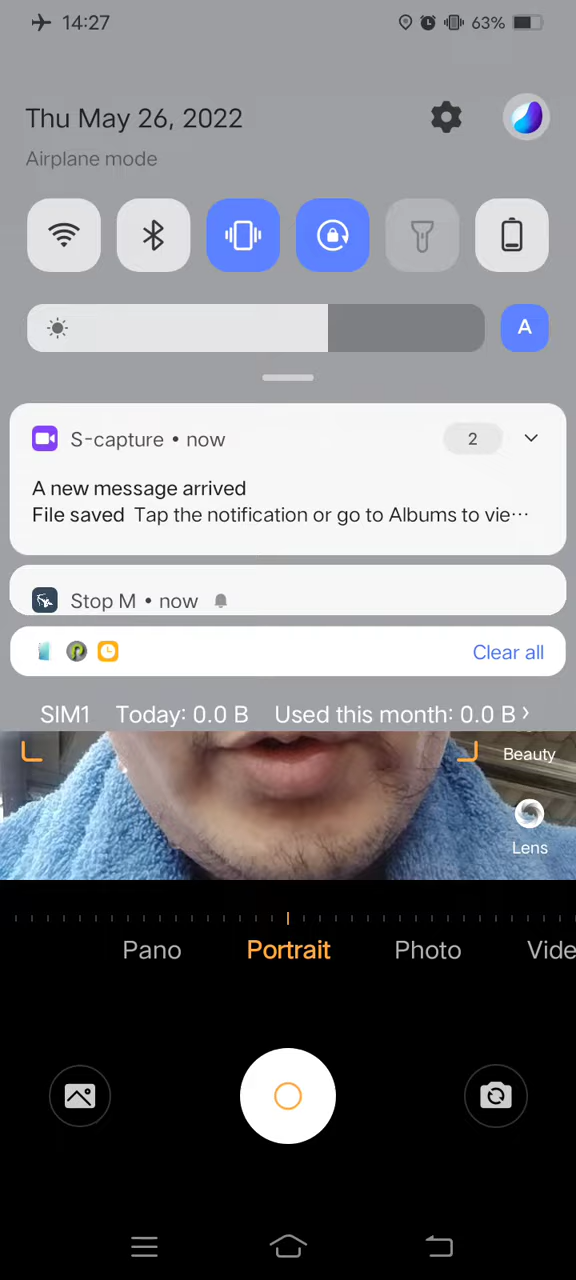 14:27 63%
Thu May 26, 2022
Airplane mode
A
S-capture • now 2
A new message arrived
File saved Tap the notification or go to Albums to vie···
Stop M • now
Clear all
SIM1 Today: 0.0 B Used this month: 0.0 B
Beauty
Lens
Pano Portrait Photo Vide